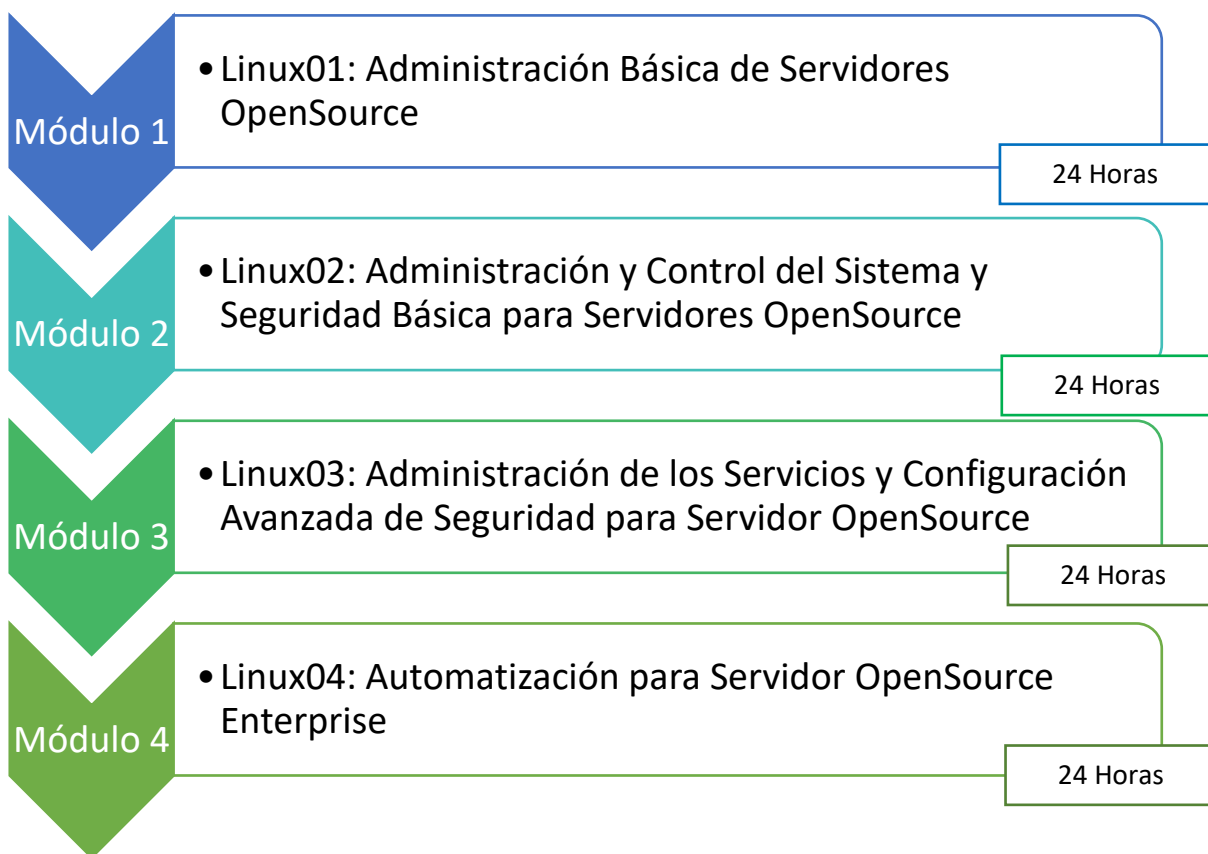 Módulo 1
• Linux01: Administración Básica de Servidores
OpenSource
24 Horas
Módulo 2
• Linux02: Administración y Control del Sistema y
Seguridad Básica para Servidores OpenSource
24 Horas
Módulo 3
• Linux03: Administración de los Servicios y Configuración
Avanzada de Seguridad para Servidor OpenSource
24 Horas
Módulo 4
• Linux04: Automatización para Servidor OpenSource
Enterprise
24 Horas